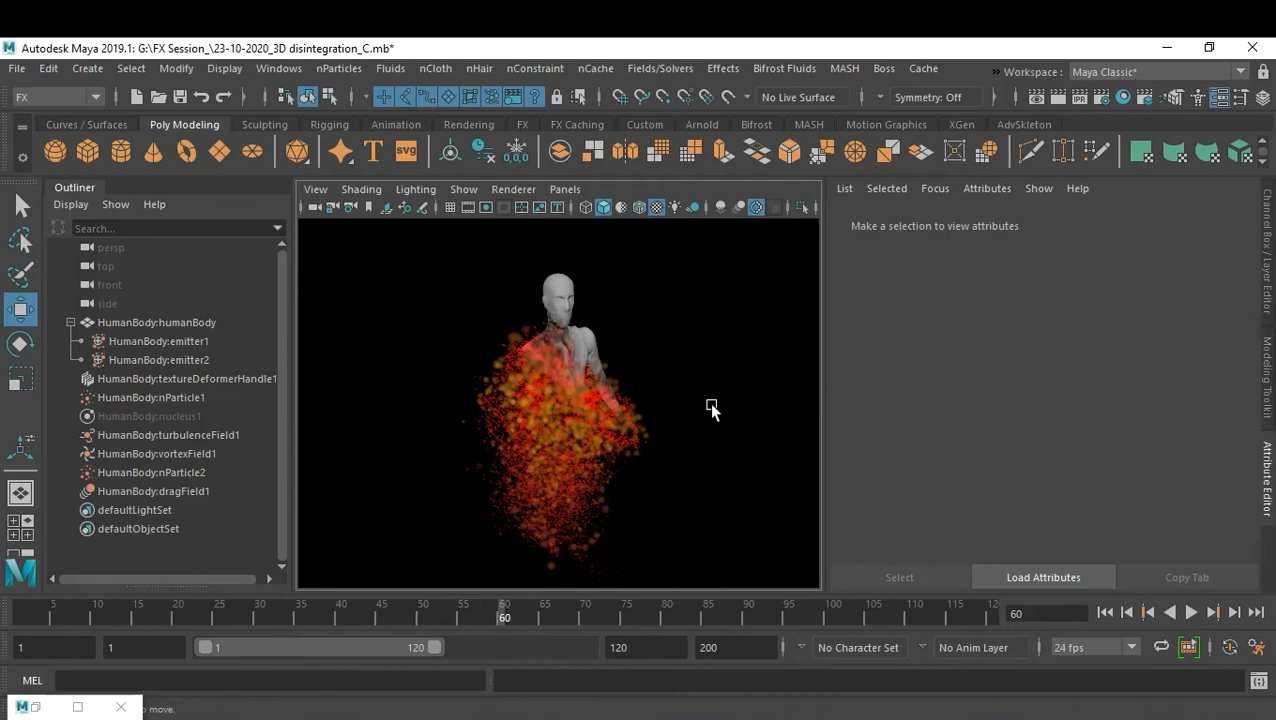 Autodesk Maya 2019.1: G:\FX Session_\23-10-2020_3D disintegration_C.mb*
File Edit Create Select Modify Display Windows nParticles Fluids nCloth nHair nConstraint nCache Fields/Solvers Effects Bifrost Fluids MASH Boss Cache » Workspace: Maya Classic*
FX No Live Surface Symmetry: Off
Curves / Surfaces Poly Modeling Sculpting Rigging Animation Rendering FX FX Caching Custom Arnold Bifrost MASH Motion Graphics XGen AdvSkeleton
T svg 0,0,0
Outliner
Display Show Help
Search...
persp
top
front
side
HumanBody:humanBody
HumanBody:emitter1
HumanBody:emitter2
HumanBody:textureDeformerHandle1
HumanBody:nParticle1
HumanBody:nucleus1
HumanBody:turbulenceField1
HumanBody:vortexField1
HumanBody:nParticle2
HumanBody:dragField1
defaultLightSet
defaultObjectSet
View Shading Lighting Show Renderer Panels
List Selected Focus Attributes Show Help
Make a selection to view attributes
Select Load Attributes Copy Tab
Channel Box / Layer Editor
Modeling Toolkit
Attribute Editor
5 10 15 20 25 30 35 40 45 50 55 60 65 70 75 80 85 90 95 100 105 110 115 12
60 60
1 1 1 120 120 200 No Character Set No Anim Layer 24 fps
MEL
to move.